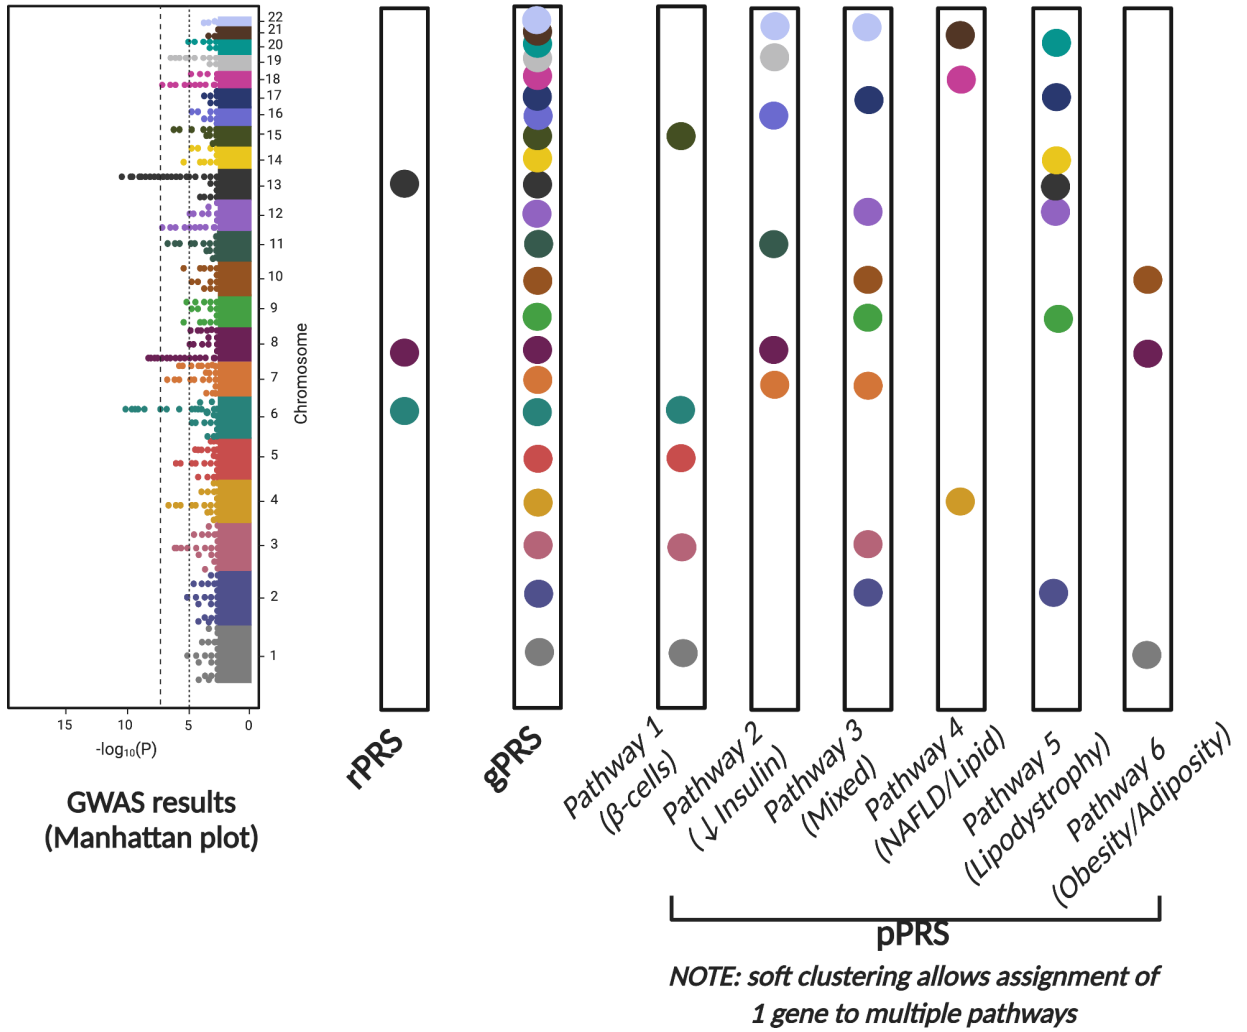 22
21
20
19
18
17
16
15
14
13
12
11
10
9
8
7
6
5
4
3
2
1
Chromosome
15 10 5 0
-log₁₀(P)
GWAS results
(Manhattan plot)
rPRS
gPRS
Pathway 1
(β-cells)
Pathway 2
(↓ Insulin)
Pathway 3
(Mixed)
Pathway 4
(NAFLD/Lipid)
Pathway 5
(Lipodystrophy)
Pathway 6
(Obesity/Adiposity)
pPRS
NOTE: soft clustering allows assignment of
1 gene to multiple pathways